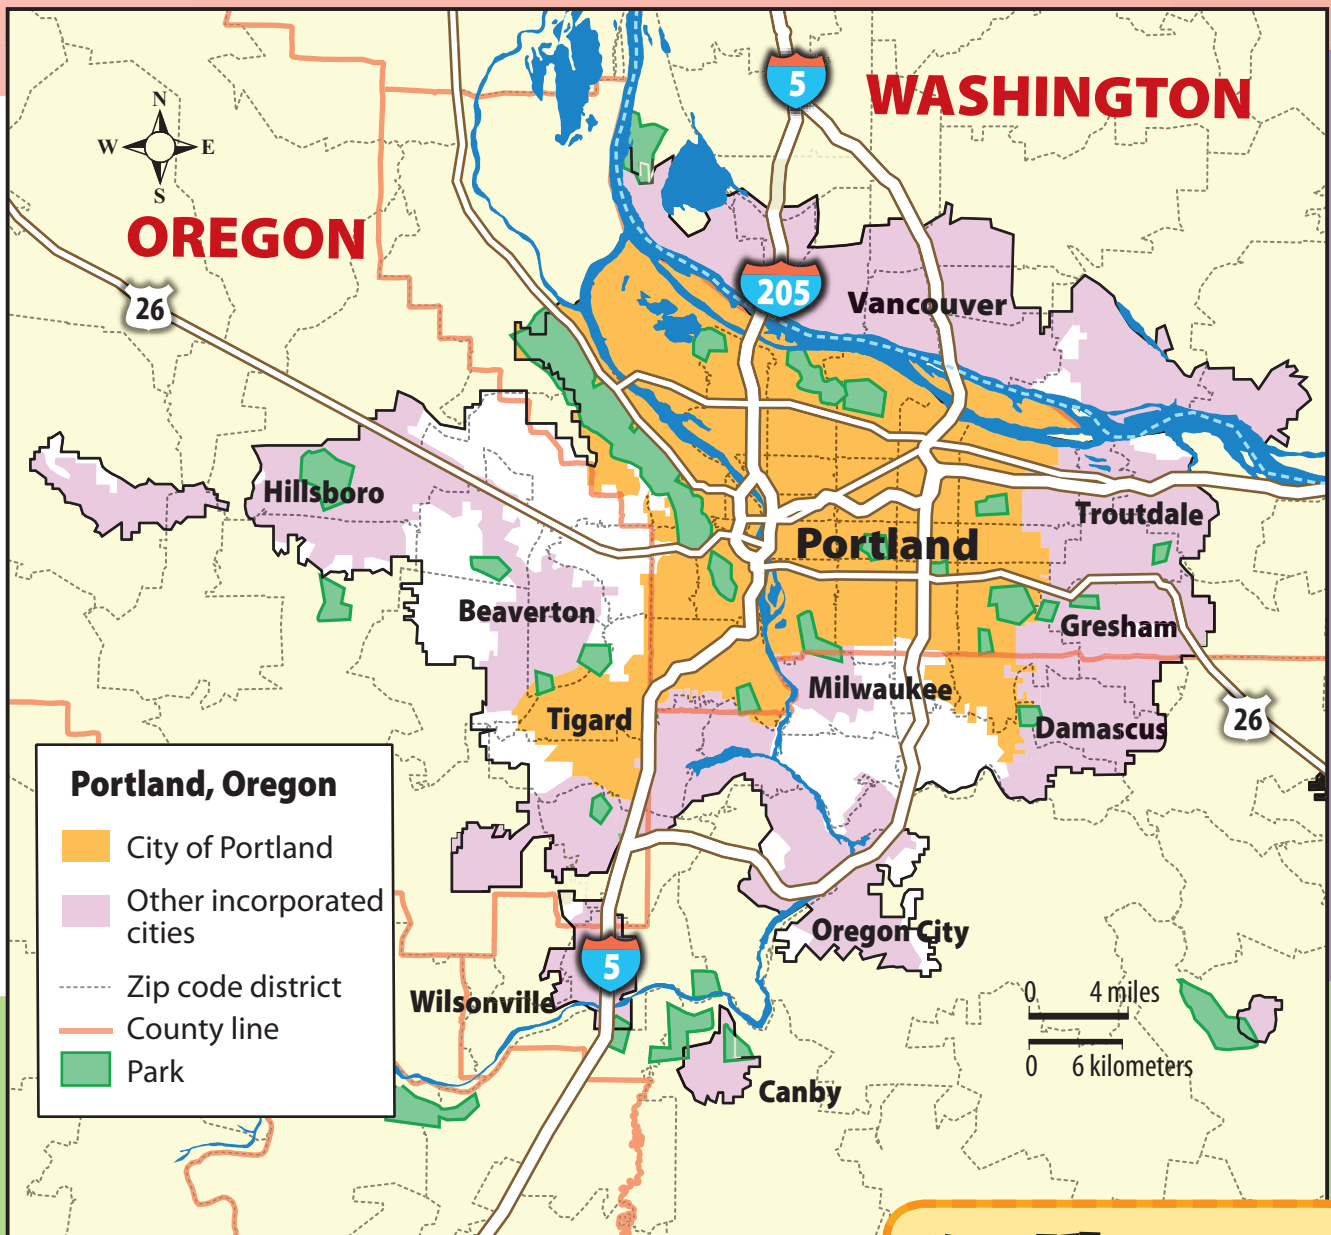 5
WASHINGTON
N
W E
S
OREGON
26
205
Vancouver
Hillsboro
Troutdale
Portland
Beaverton
Gresham
Milwaukee
Tigard
Damascus
26
Portland, Oregon
City of Portland
Other incorporated
cities
Zip code district
County line
Park
Oregon City
5
Wilsonville
0 4 miles
0 6 kilometers
Canby